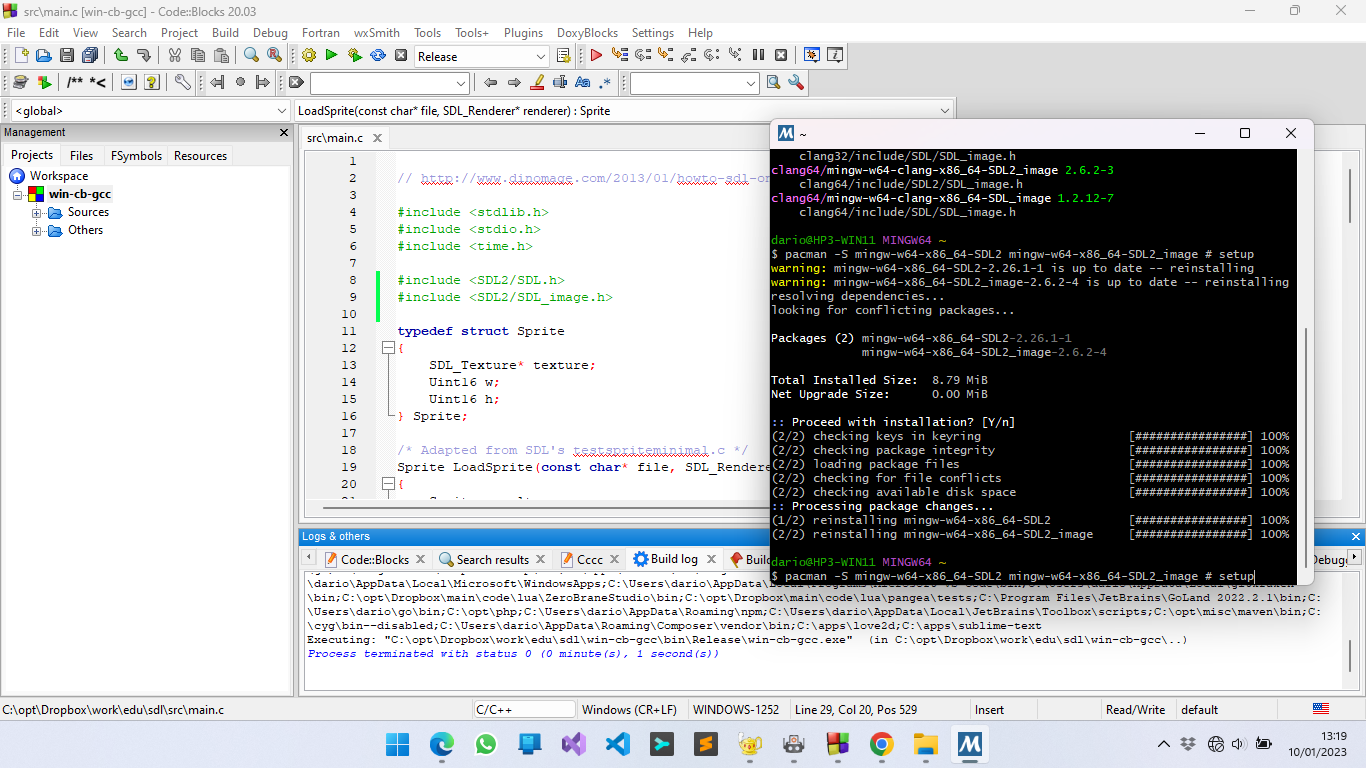 src\main.c [win-cb-gcc] - Code::Blocks 20.03
File Edit View Search Project Build Debug Fortran wxSmith Tools Tools+ Plugins DoxyBlocks Settings Help
Release
/** *<
Aa .*
<global>
LoadSprite(const char* file, SDL_Renderer* renderer) : Sprite
Management
Projects Files FSymbols Resources
Workspace
win-cb-gcc
Sources
Others
src\main.c
1
2 // http://www.dinomage.com/2013/01/howto-sdl-on
3
4 #include <stdlib.h>
5 #include <stdio.h>
6 #include <time.h>
7
8 #include <SDL2/SDL.h>
9 #include <SDL2/SDL_image.h>
10
11 typedef struct Sprite
12 {
13 SDL_Texture* texture;
14 Uint16 w;
15 Uint16 h;
16 } Sprite;
17
18 /* Adapted from SDL's testspriteminimal.c */
19 Sprite LoadSprite(const char* file, SDL_Rendere
20 {
~
clang32/include/SDL/SDL_image.h
clang64/mingw-w64-clang-x86_64-SDL2_image 2.6.2-3
clang64/include/SDL2/SDL_image.h
clang64/mingw-w64-clang-x86_64-SDL_image 1.2.12-7
clang64/include/SDL/SDL_image.h
dario@HP3-WIN11 MINGW64 ~
$ pacman -S mingw-w64-x86_64-SDL2 mingw-w64-x86_64-SDL2_image # setup
warning: mingw-w64-x86_64-SDL2-2.26.1-1 is up to date -- reinstalling
warning: mingw-w64-x86_64-SDL2_image-2.6.2-4 is up to date -- reinstalling
resolving dependencies...
looking for conflicting packages...
Packages (2) mingw-w64-x86_64-SDL2-2.26.1-1
mingw-w64-x86_64-SDL2_image-2.6.2-4
Total Installed Size: 8.79 MiB
Net Upgrade Size: 0.00 MiB
:: Proceed with installation? [Y/n]
(2/2) checking keys in keyring [################] 100%
(2/2) checking package integrity [################] 100%
(2/2) loading package files [################] 100%
(2/2) checking for file conflicts [################] 100%
(2/2) checking available disk space [################] 100%
:: Processing package changes...
(1/2) reinstalling mingw-w64-x86_64-SDL2 [################] 100%
(2/2) reinstalling mingw-w64-x86_64-SDL2_image [################] 100%
dario@HP3-WIN11 MINGW64 ~
$ pacman -S mingw-w64-x86_64-SDL2 mingw-w64-x86_64-SDL2_image # setup
Logs & others
Code::Blocks Search results Cccc Build log Buil Debug
\dario\AppData\Local\Microsoft\WindowsApps;C:\Users\dario\AppData
bin;C:\opt\Dropbox\main\code\lua\ZeroBraneStudio\bin;C:\opt\Dropbox\main\code\lua\pangea\tests;C:\Program Files\JetBrains\GoLand 2022.2.1\bin;C:
\Users\dario\go\bin;C:\opt\php;C:\Users\dario\AppData\Roaming\npm;C:\Users\dario\AppData\Local\JetBrains\Toolbox\scripts;C:\opt\misc\maven\bin;C:
\cyg\bin--disabled;C:\Users\dario\AppData\Roaming\Composer\vendor\bin;C:\apps\love2d;C:\apps\sublime-text
Executing: "C:\opt\Dropbox\work\edu\sdl\win-cb-gcc\bin\Release\win-cb-gcc.exe" (in C:\opt\Dropbox\work\edu\sdl\win-cb-gcc\..)
Process terminated with status 0 (0 minute(s), 1 second(s))
C:\opt\Dropbox\work\edu\sdl\src\main.c C/C++ Windows (CR+LF) WINDOWS-1252 Line 29, Col 20, Pos 529 Insert Read/Write default
13:19
10/01/2023